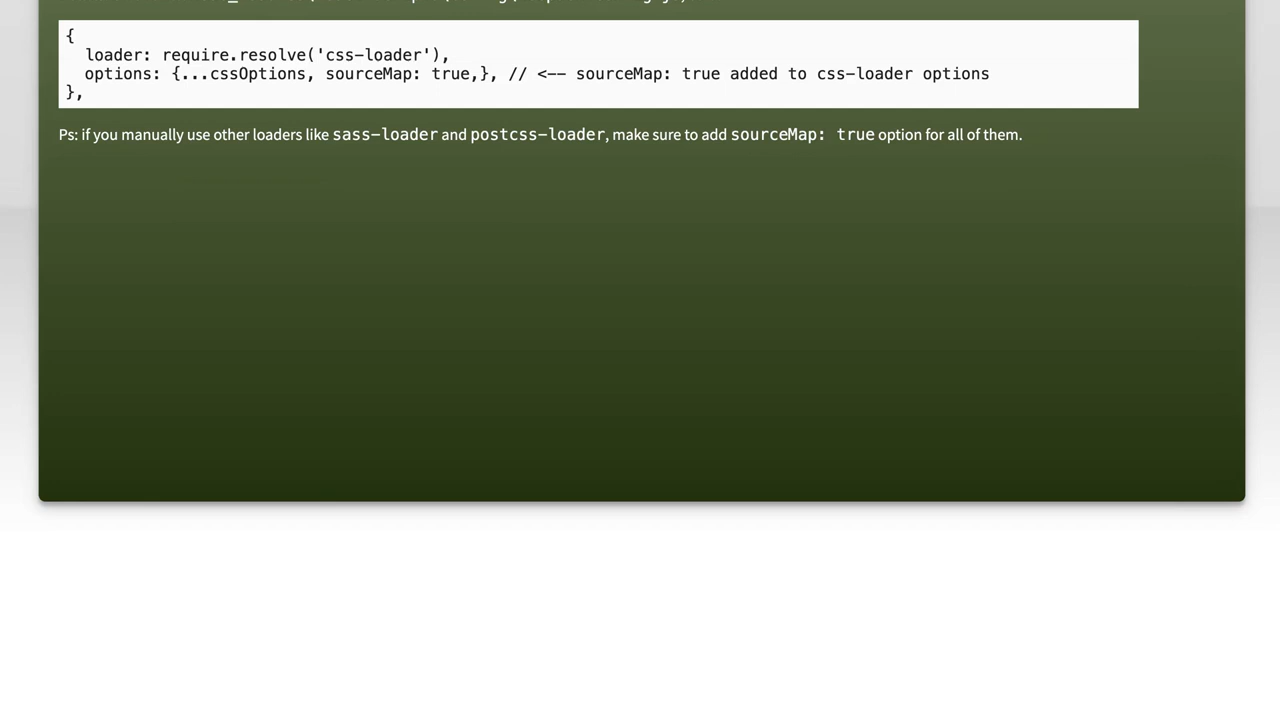 {
  loader: require.resolve('css-loader'),
  options: {...cssOptions, sourceMap: true,}, // <-- sourceMap: true added to css-loader options
},
Ps: if you manually use other loaders like sass-loader and postcss-loader, make sure to add sourceMap: true option for all of them.